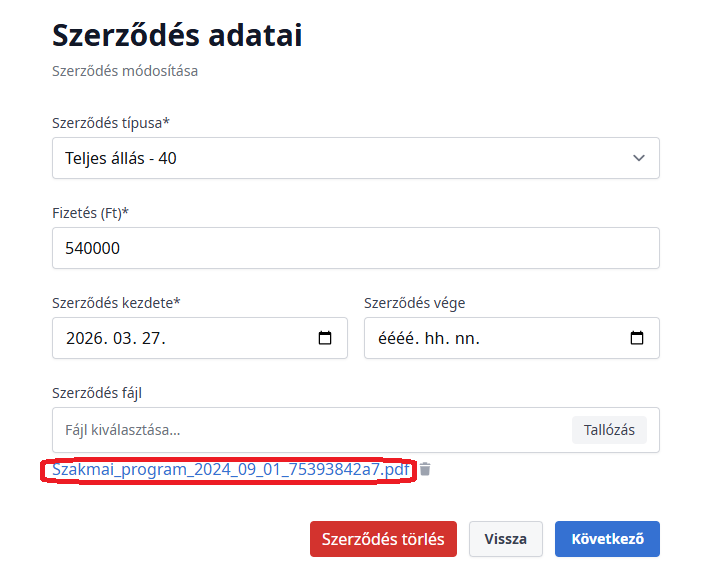 Szerződés adatai
Szerződés módosítása
Szerződés típusa*
Teljes állás - 40
Fizetés (Ft)*
540000
Szerződés kezdete* Szerződés vége
2026. 03. 27. éééé. hh. nn.
Szerződés fájl
Fájl kiválasztása... Tallózás
Szakmai_program_2024_09_01_75393842a7.pdf
Szerződés törlés Vissza Következő